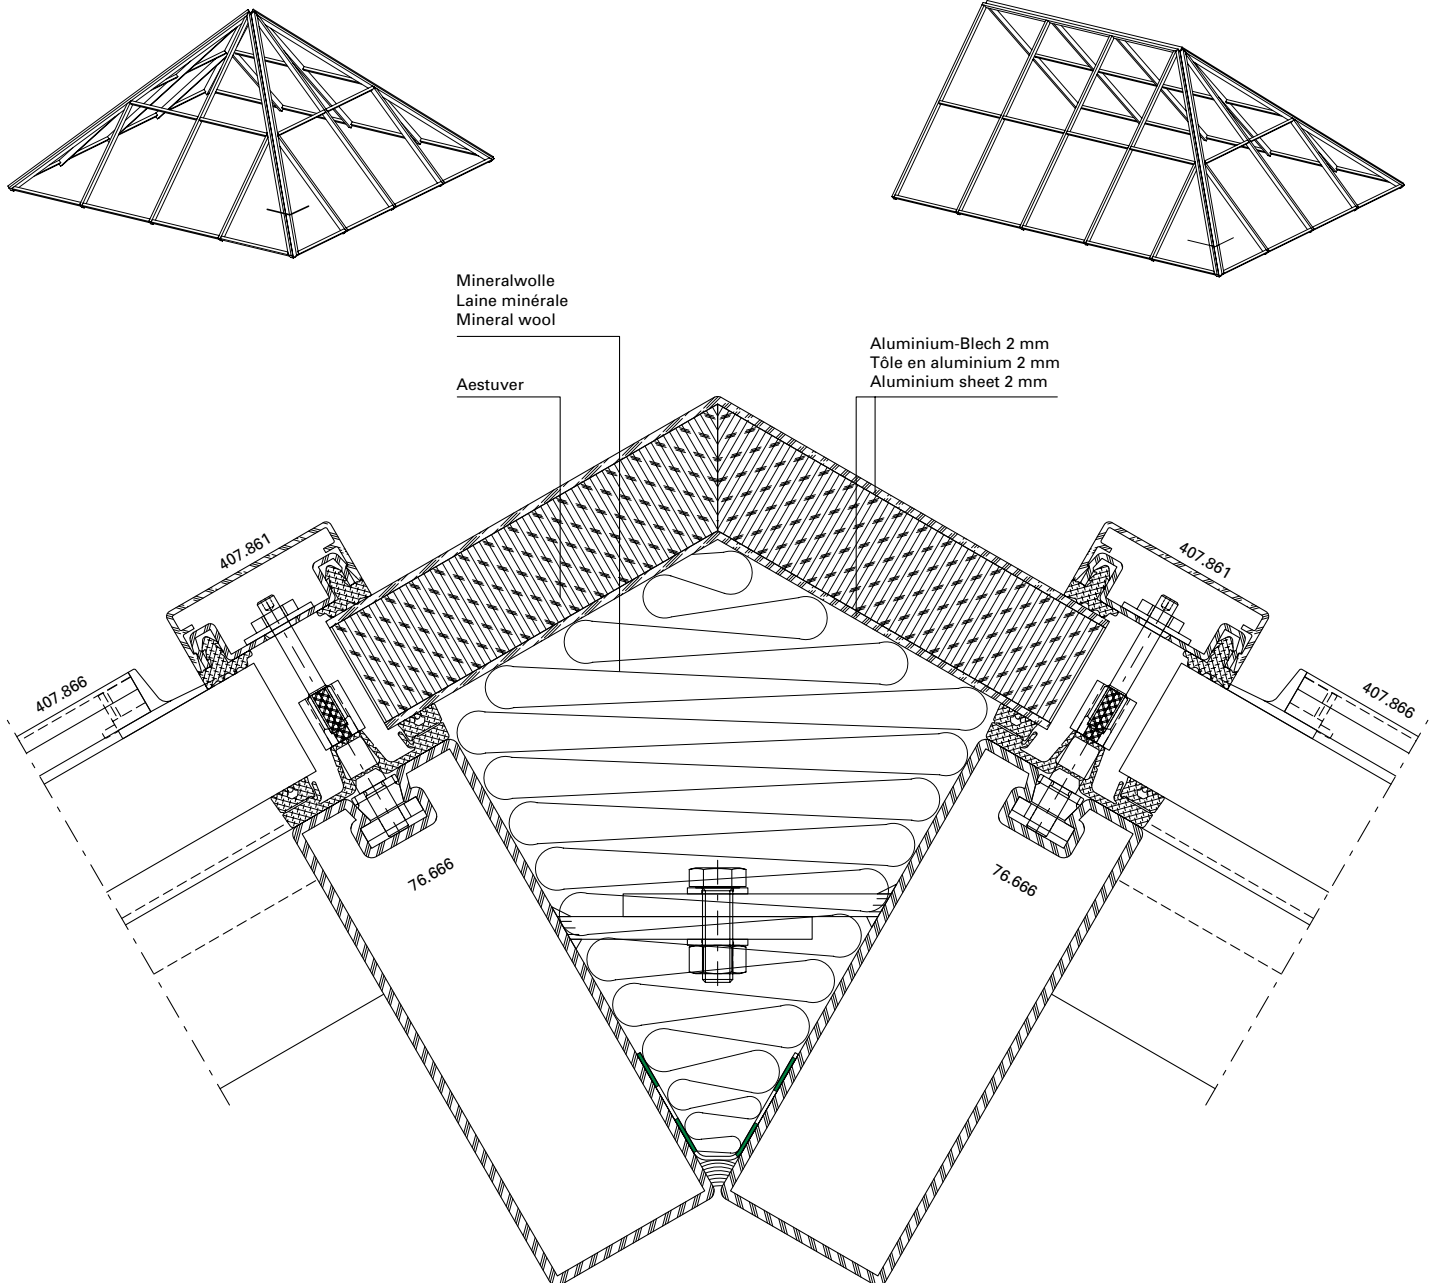 Mineralwolle
Laine minérale
Mineral wool
Aluminium-Blech 2 mm
Tôle en aluminium 2 mm
Aluminium sheet 2 mm
Aestuver
407.861
407.861
407.866
407.866
76.666
76.666